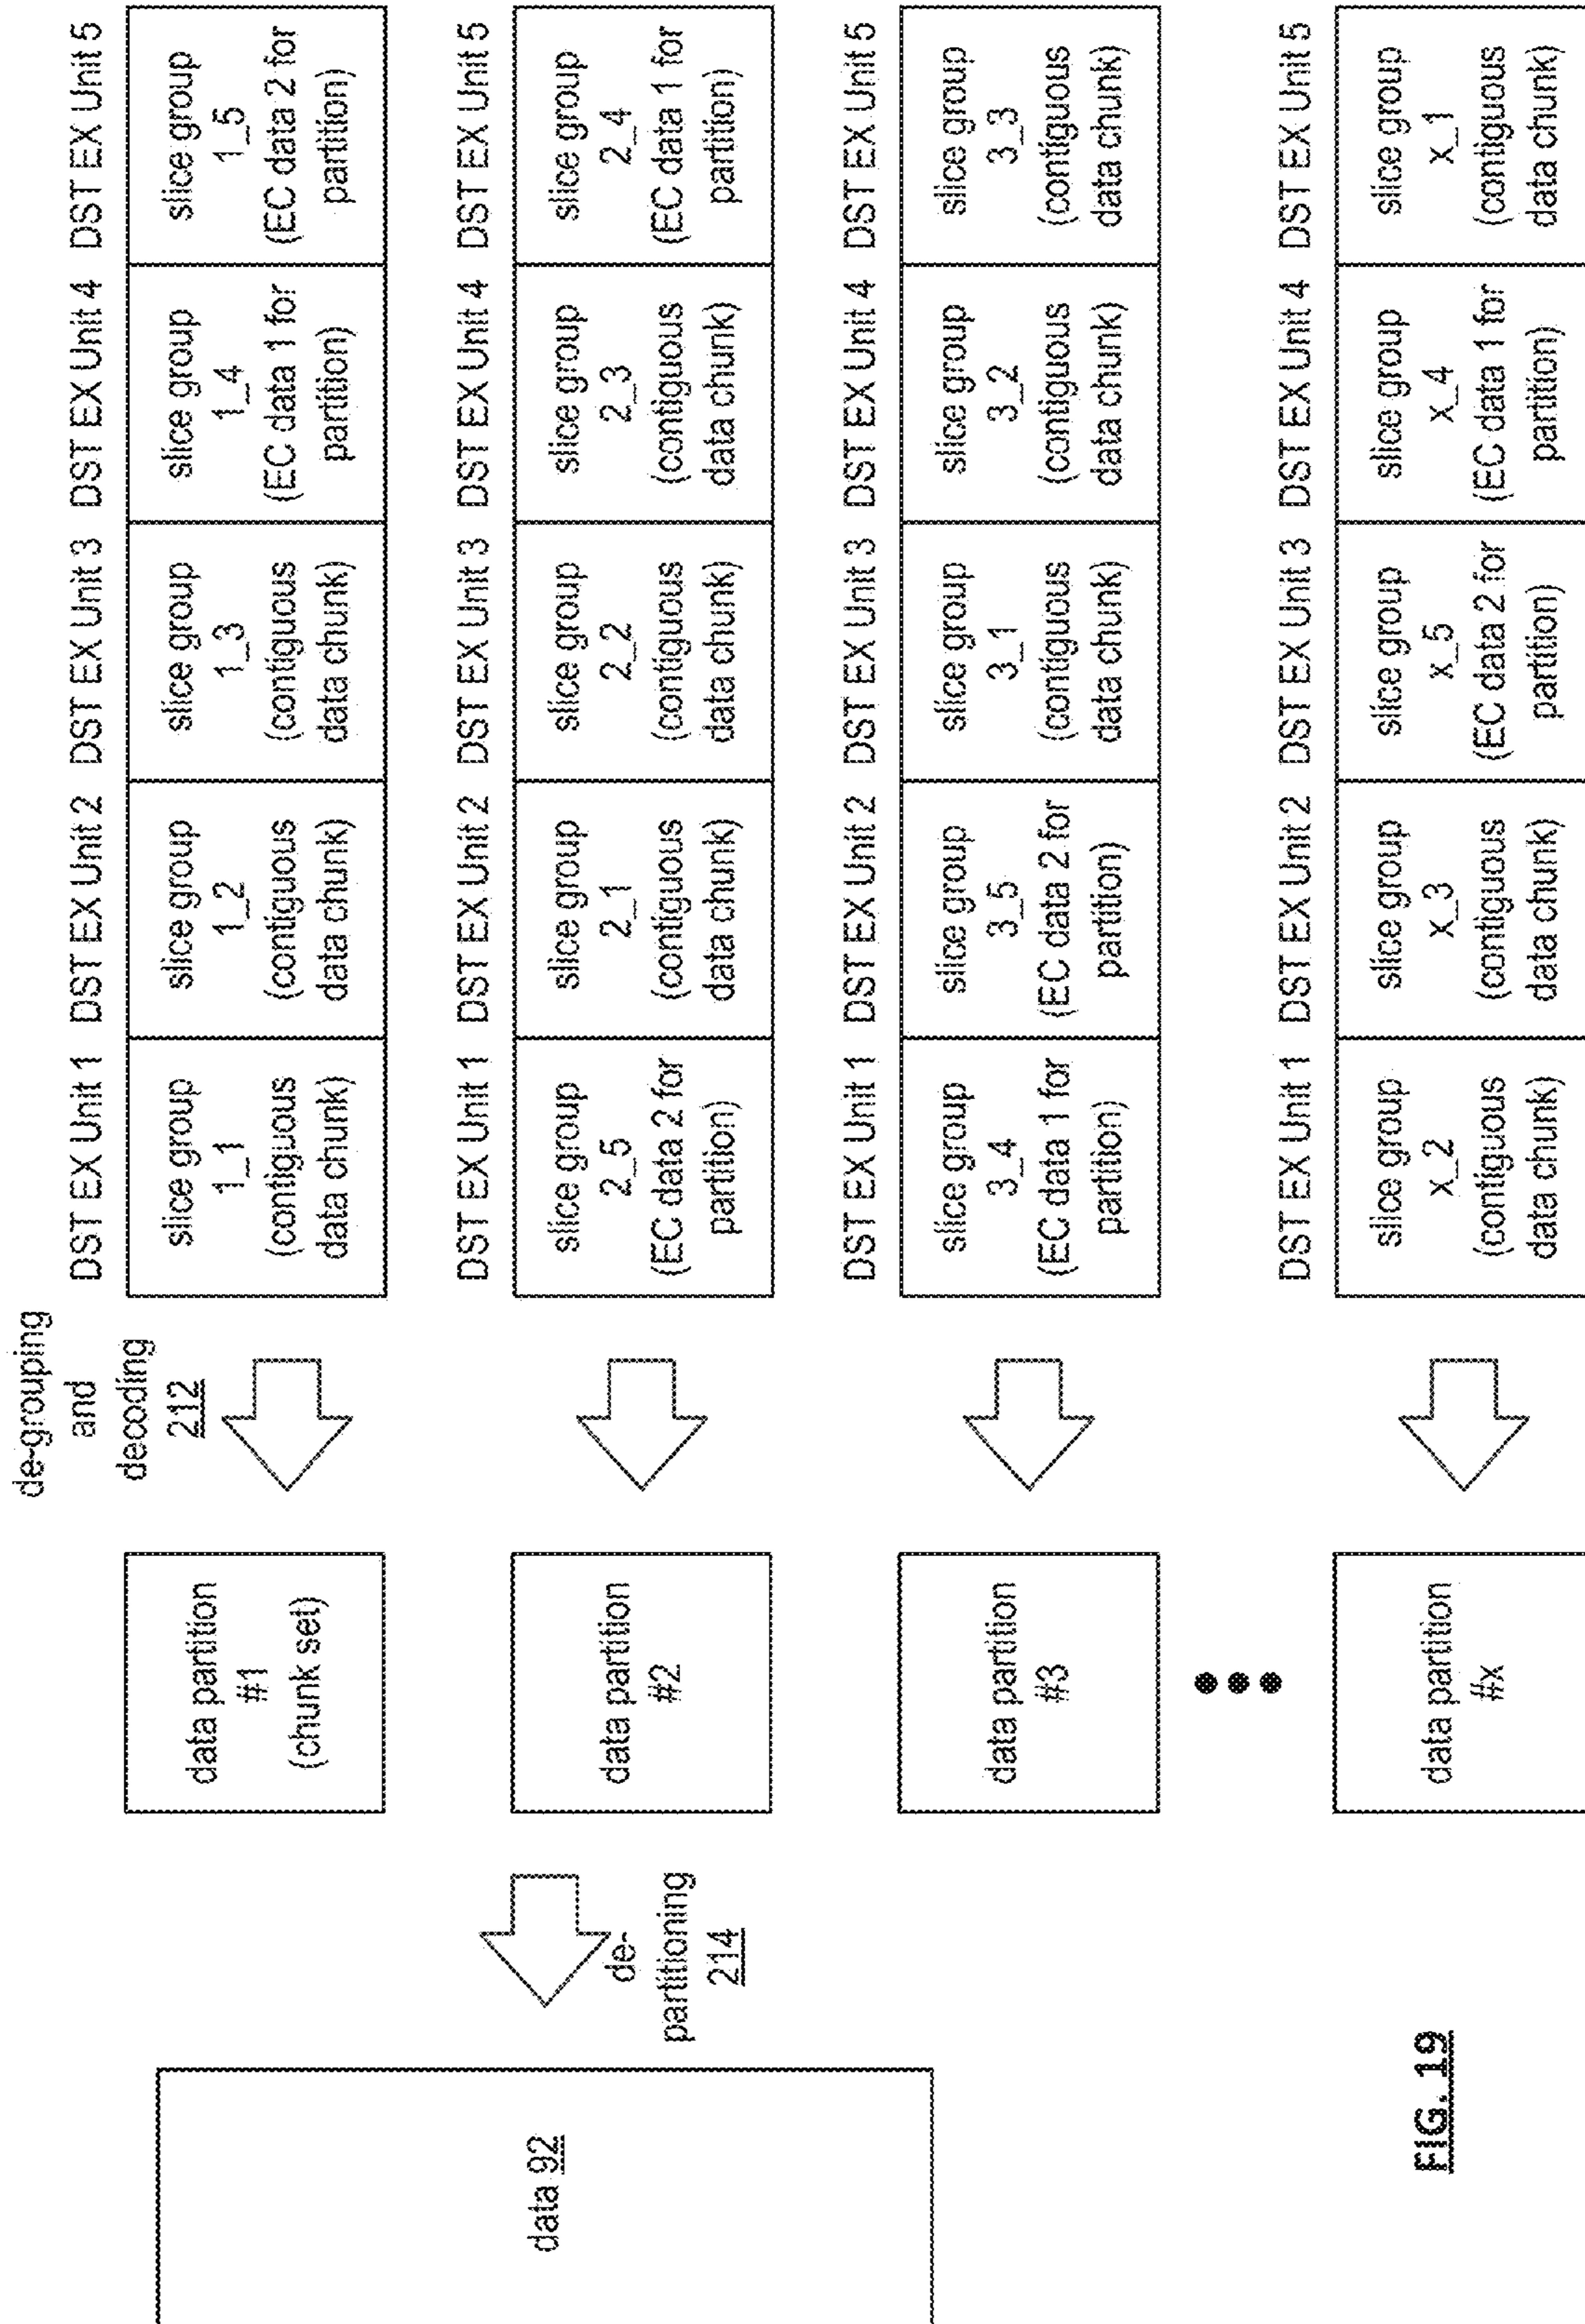 de-grouping
and
decoding
212
data 92
de-
partitioning
214
data partition
#1
(chunk set)
DST EX Unit 1
DST EX Unit 2
DST EX Unit 3
DST EX Unit 4
DST EX Unit 5
slice group
1_1
(contiguous
data chunk)
slice group
1_2
(contiguous
data chunk)
slice group
1_3
(contiguous
data chunk)
slice group
1_4
(EC data 1 for
partition)
slice group
1_5
(EC data 2 for
partition)
data partition
#2
DST EX Unit 1
DST EX Unit 2
DST EX Unit 3
DST EX Unit 4
DST EX Unit 5
slice group
2_5
(EC data 2 for
partition)
slice group
2_1
(contiguous
data chunk)
slice group
2_2
(contiguous
data chunk)
slice group
2_3
(contiguous
data chunk)
slice group
2_4
(EC data 1 for
partition)
data partition
#3
DST EX Unit 1
DST EX Unit 2
DST EX Unit 3
DST EX Unit 4
DST EX Unit 5
slice group
3_4
(EC data 1 for
partition)
slice group
3_5
(EC data 2 for
partition)
slice group
3_1
(contiguous
data chunk)
slice group
3_2
(contiguous
data chunk)
slice group
3_3
(contiguous
data chunk)
data partition
#x
DST EX Unit 1
DST EX Unit 2
DST EX Unit 3
DST EX Unit 4
DST EX Unit 5
slice group
x_2
(contiguous
data chunk)
slice group
x_3
(contiguous
data chunk)
slice group
x_5
(EC data 2 for
partition)
slice group
x_4
(EC data 1 for
partition)
slice group
x_1
(contiguous
data chunk)
FIG. 19